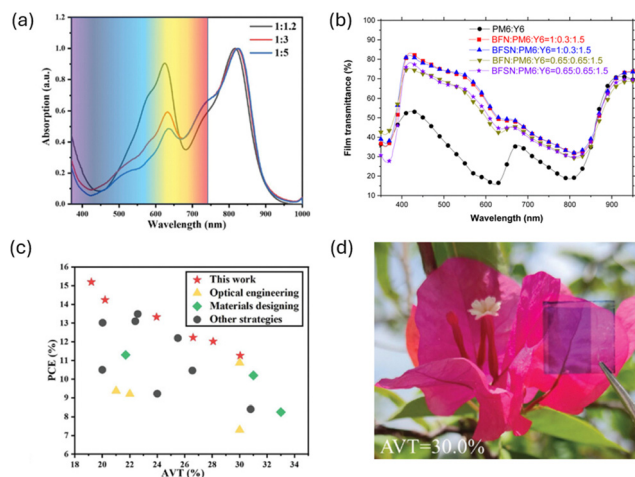 (a)
1:1.2
1:3
1:5
Absorption (a.u.)
1.0
0.8
0.6
0.4
0.2
0.0
400 500 600 700 800 900 1000
Wavelength (nm)
(b)
PM6:Y6
BFN:PM6:Y6=1:0.3:1.5
BFSN:PM6:Y6=1:0.3:1.5
BFN:PM6:Y6=0.65:0.65:1.5
BFSN:PM6:Y6=0.65:0.65:1.5
Film transmittance (%)
100
90
80
70
60
50
40
30
20
10
400 500 600 700 800 900
Wavelength (nm)
(c)
This work
Optical engineering
Materials designing
Other strategies
PCE (%)
16
15
14
13
12
11
10
9
8
7
6
18 20 22 24 26 28 30 32 34
AVT (%)
(d)
AVT=30.0%